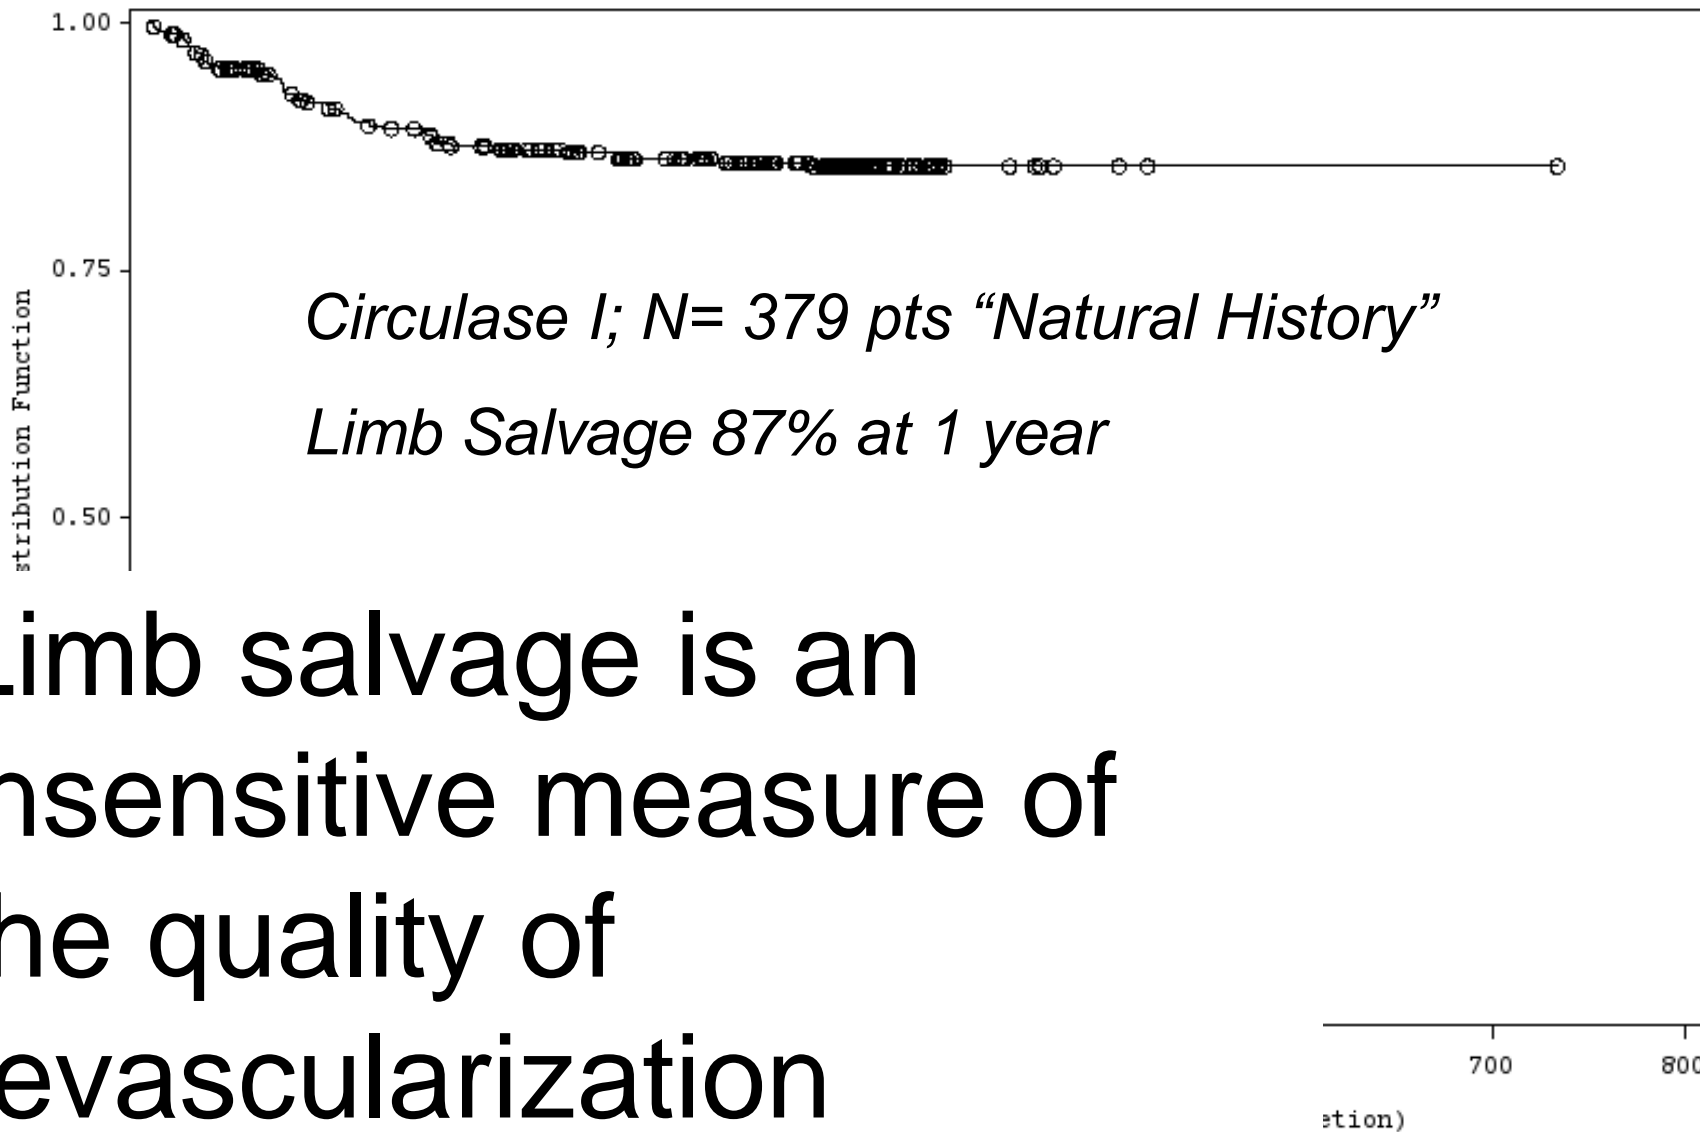 1.00
0.75
Circulase I; N= 379 pts “Natural History”
Limb Salvage 87% at 1 year
stribution Function
0.50
Limb salvage is an
nsensitive measure of
he quality of
evascularization
700 800
etion)